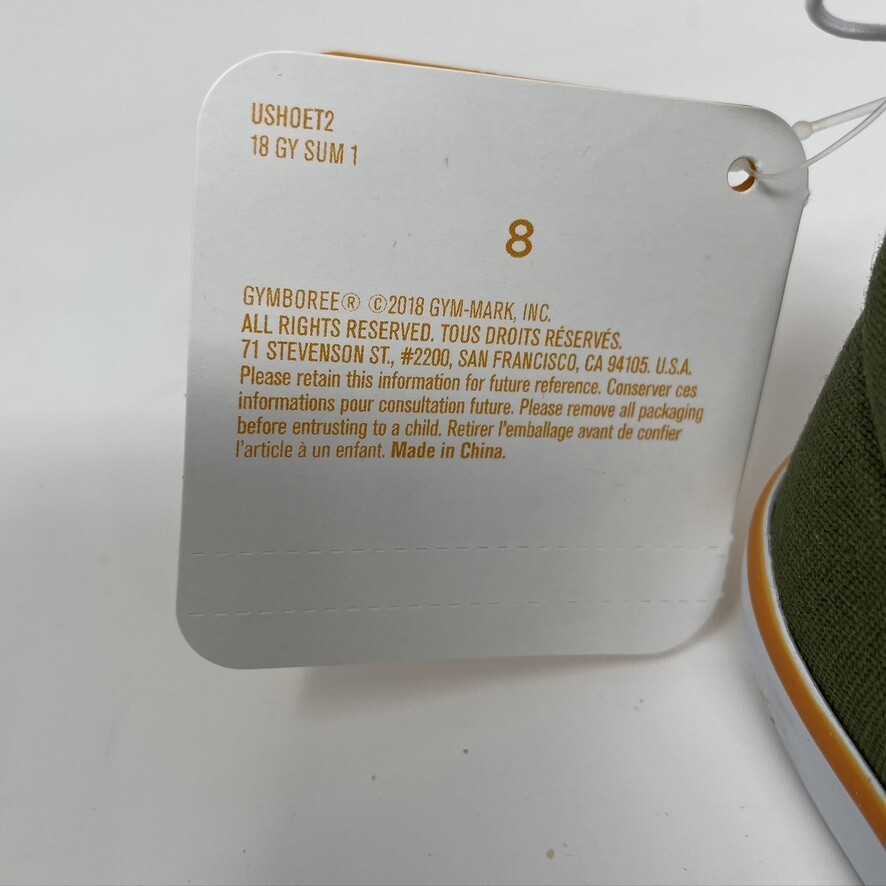 USHOET2
18 GY SUM 1
8
GYMBOREE® ©2018 GYM-MARK, INC.
ALL RIGHTS RESERVED. TOUS DROITS RÉSERVÉS.
71 STEVENSON ST., #2200, SAN FRANCISCO, CA 94105. U.S.A.
Please retain this information for future reference. Conserver ces
informations pour consultation future. Please remove all packaging
before entrusting to a child. Retirer l'emballage avant de confier
l'article à un enfant. Made in China.